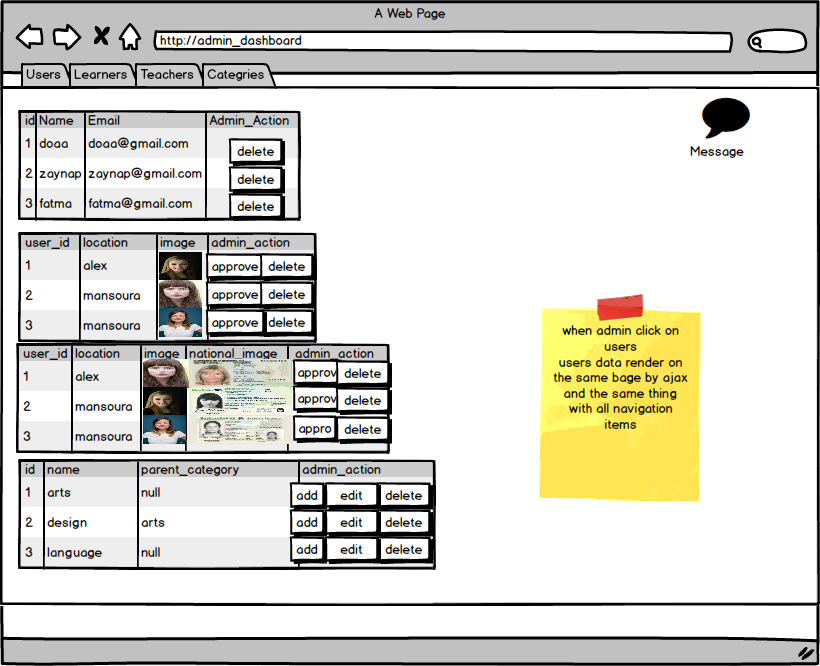 A Web Page
http://admin_dashboard
Users Learners Teachers Categries
id Name Email Admin_Action
1 doaa doaa@gmail.com delete
2 zaynap zaynap@gmail.com delete
3 fatma fatma@gmail.com delete
Message
user_id location image admin_action
1 alex approve delete
2 mansoura approve delete
3 mansoura approve delete
user_id location image national_image admin_action
1 alex approv delete
2 mansoura approv delete
3 mansoura appro delete
id name parent_category admin_action
1 arts null add edit delete
2 design arts add edit delete
3 language null add edit delete
when admin click on
users
users data render on
the same bage by ajax
and the same thing
with all navigation
items